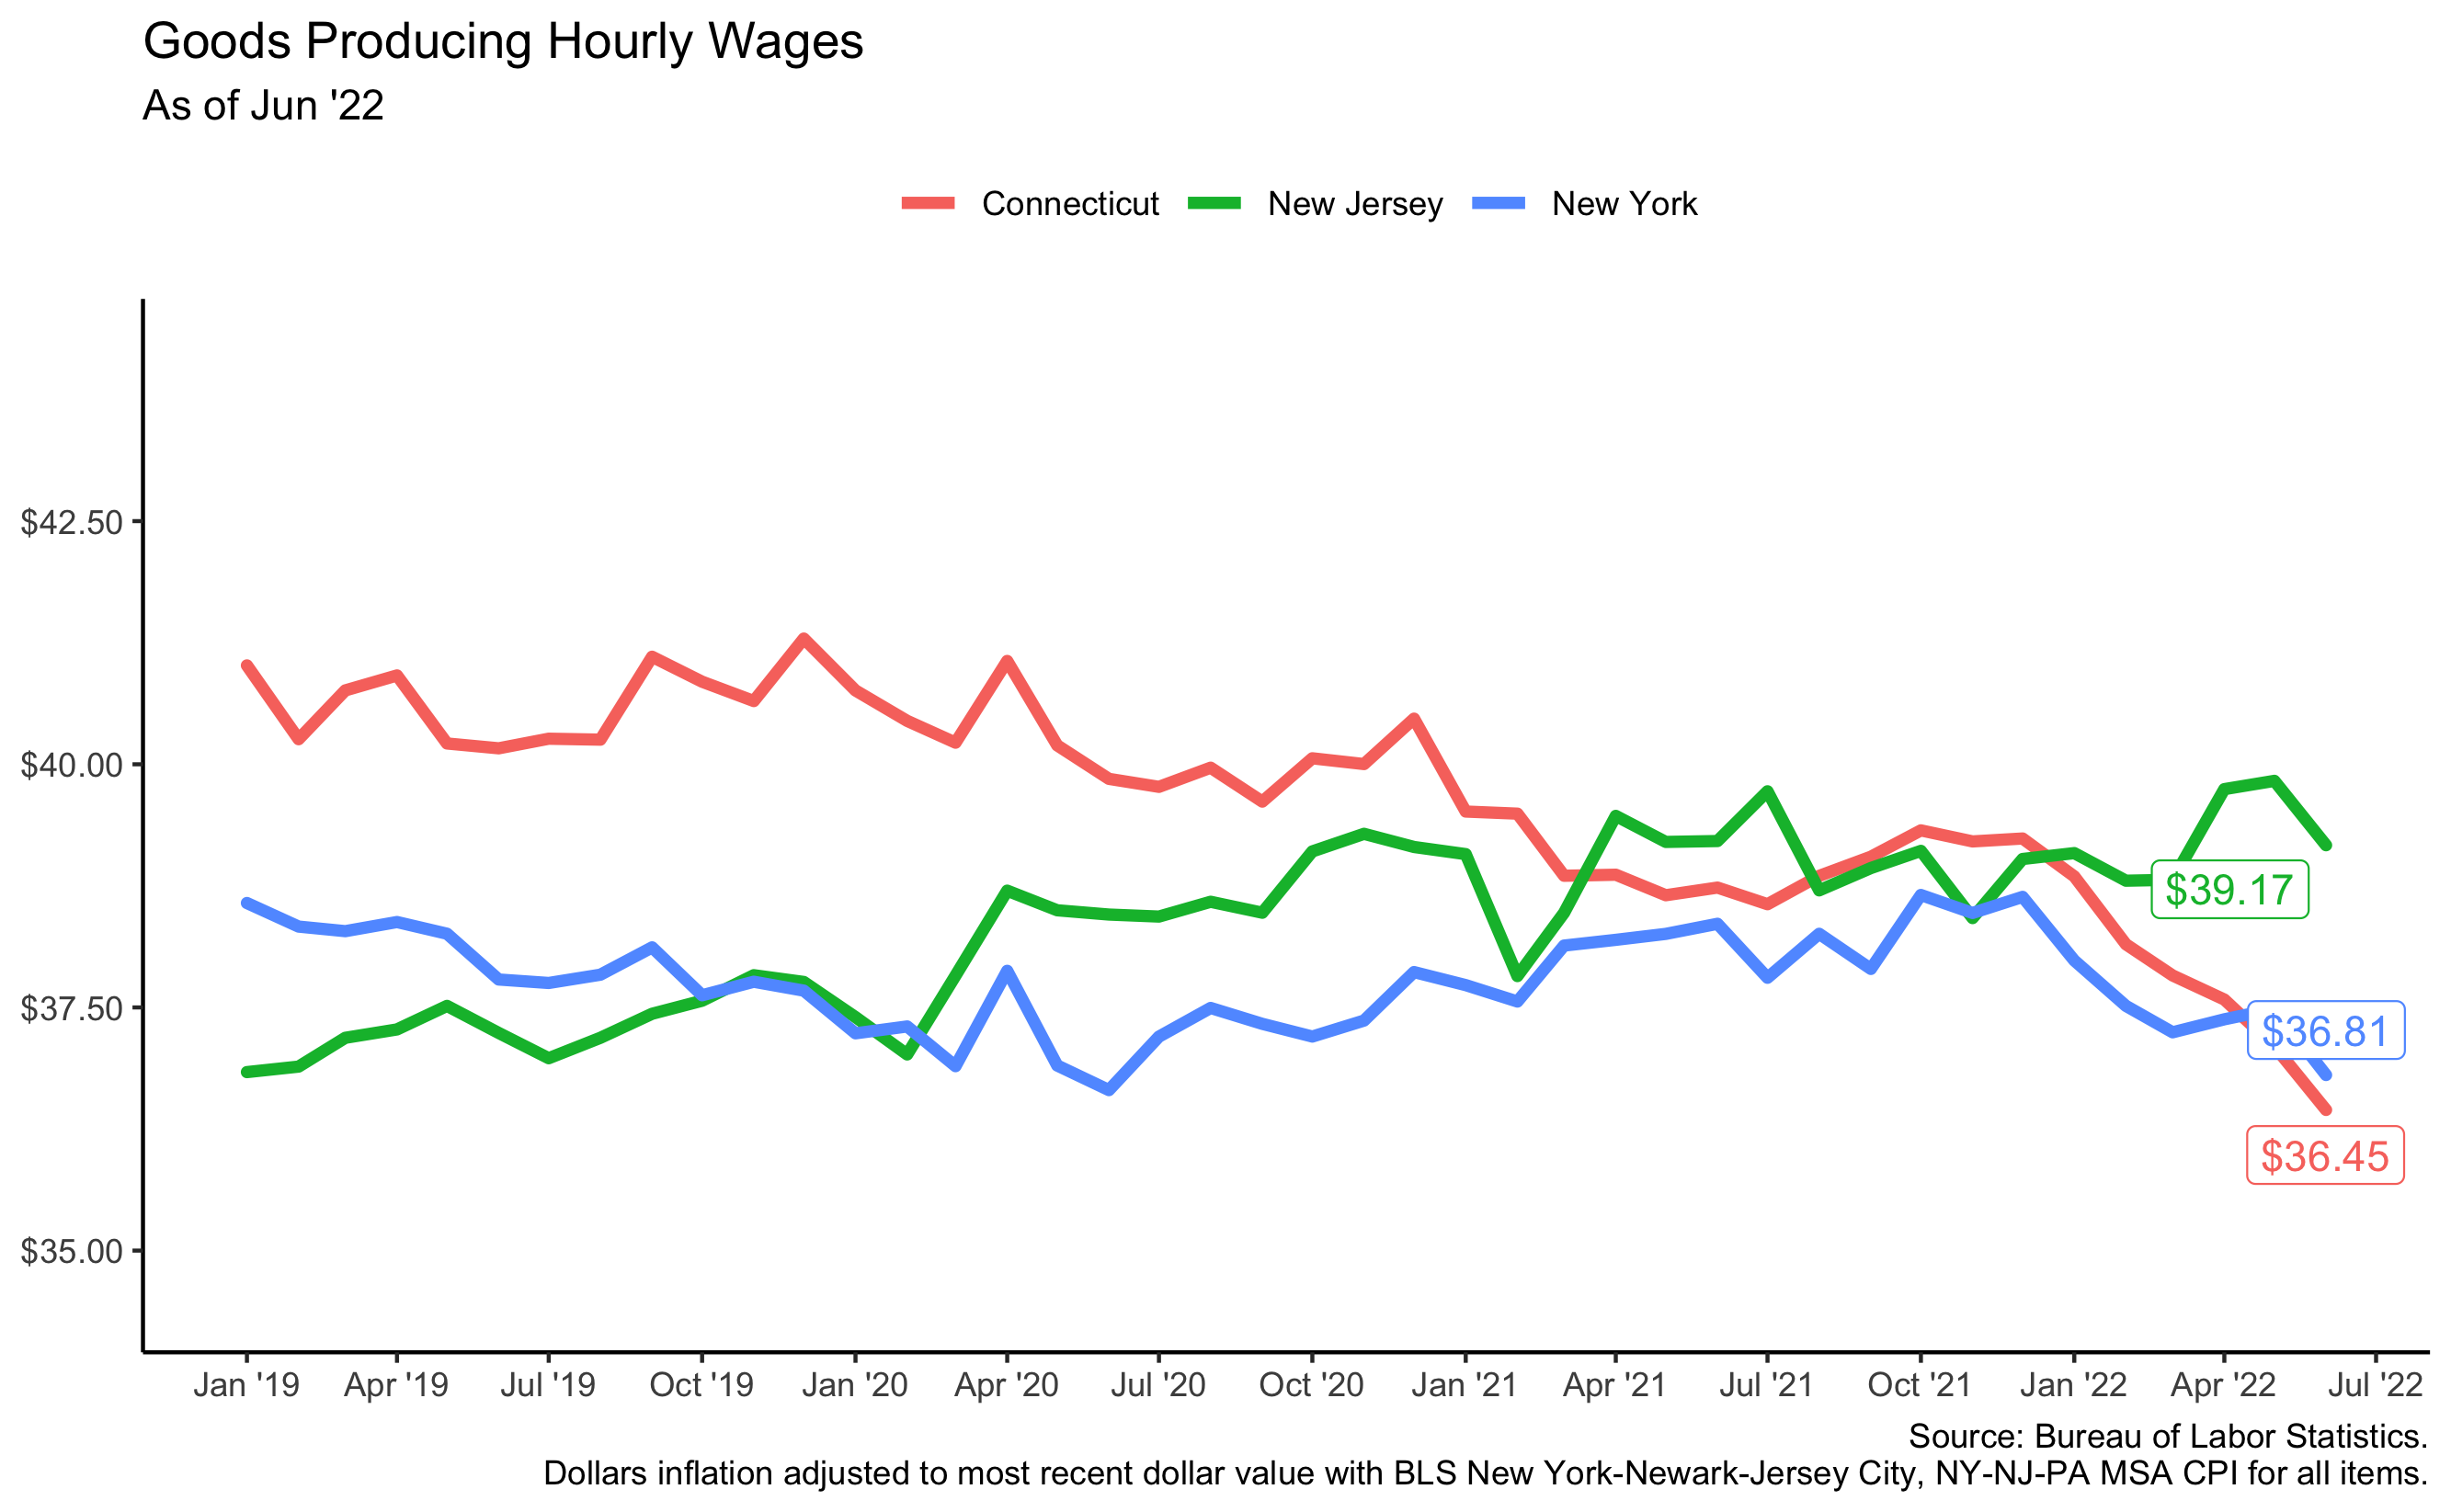 Goods Producing Hourly Wages
As of Jun '22
Connecticut New Jersey New York
$42.50
$40.00
$39.17
$37.50
$36.81
$36.45
$35.00
Jan '19 Apr '19 Jul '19 Oct '19 Jan '20 Apr '20 Jul '20 Oct '20 Jan '21 Apr '21 Jul '21 Oct '21 Jan '22 Apr '22 Jul '22
Source: Bureau of Labor Statistics.
Dollars inflation adjusted to most recent dollar value with BLS New York-Newark-Jersey City, NY-NJ-PA MSA CPI for all items.